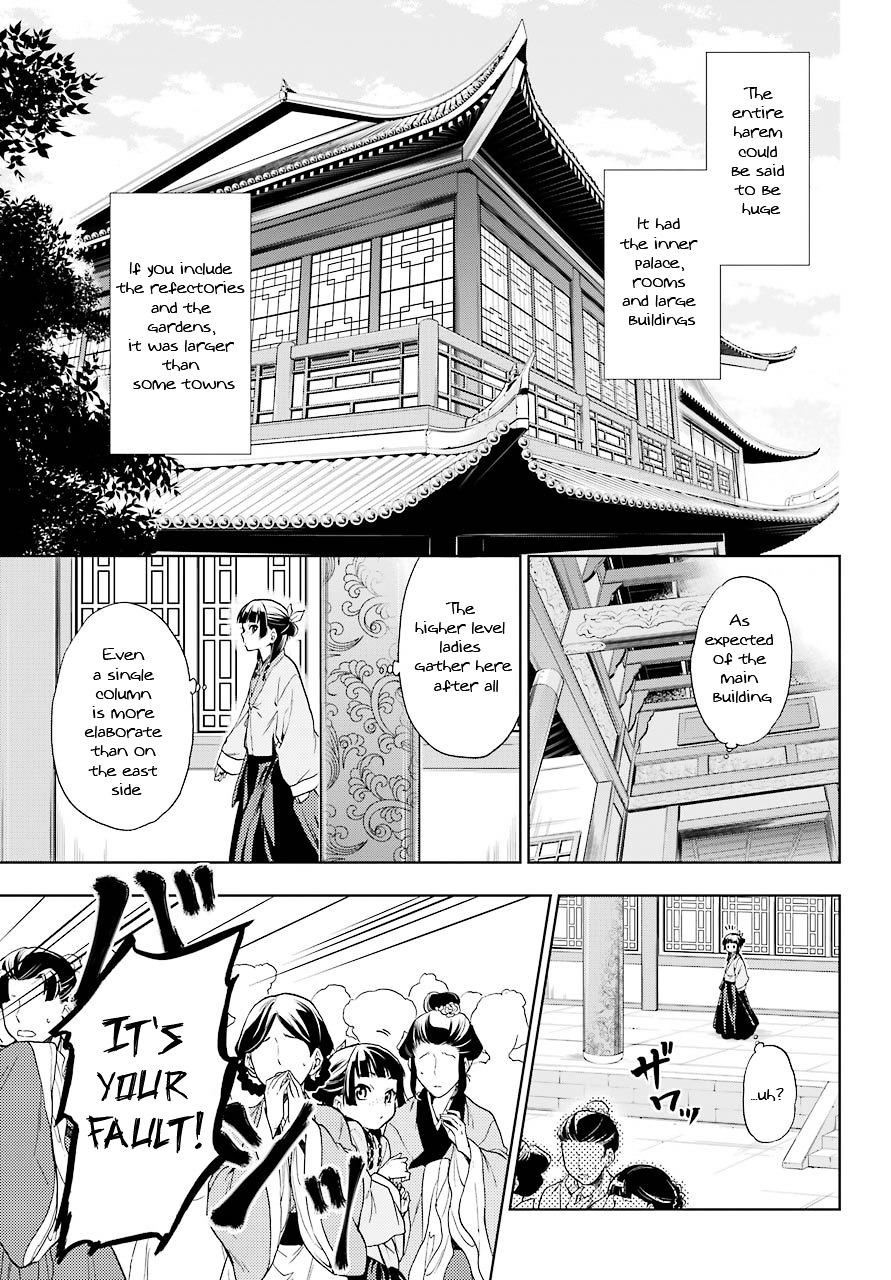 The
entire
harem
could
be said
to be
huge
It had
the inner
palace,
rooms
and large
buildings
If you include
the refectories
and the
gardens,
it was larger
than
some towns
As
expected
of the
main
building
The
higher level
ladies
gather here
after all
Even
a single
column
is more
elaborate
than on
the east
side
...uh?
ザワッ
IT'S
YOUR
FAULT!